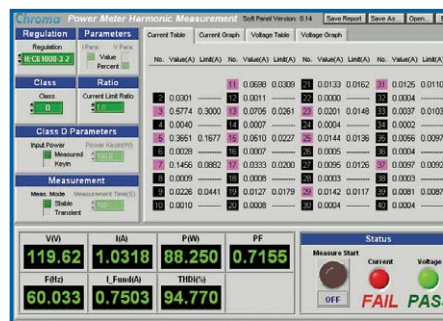 Chroma Power Meter Harmonic Measurement Soft Panel Version 0.14 Save Report Save As... Open...
Regulation Parameters Current Table Current Graph Voltage Table Voltage Graph
Regulation I Para. V Para.
IEC61000-3-2 Value
Percent
No. Value(A) Limit(A) No. Value(A) Limit(A) No. Value(A) Limit(A) No. Value(A) Limit(A)
11 0.0698 0.0309 21 0.0133 0.0162 31 0.0125 0.0110
Class Ratio
2 0.0301 -------- 12 0.0011 -------- 22 0.0000 -------- 32 0.0004 --------
Class Current Limit Ratio
3 0.5774 0.3000 13 0.0705 0.0261 23 0.0201 0.0148 33 0.0037 0.0103
D 1.0
4 0.0040 -------- 14 0.0007 -------- 24 0.0004 -------- 34 0.0002 --------
Class D Parameters
5 0.3651 0.1677 15 0.0510 0.0227 25 0.0144 0.0136 35 0.0056 0.0097
Input Power Power Keyin(W)
6 0.0028 -------- 16 0.0007 -------- 26 0.0005 -------- 36 0.0004 --------
Measured 100.0
Keyin
7 0.1456 0.0882 17 0.0333 0.0200 27 0.0095 0.0126 37 0.0097 0.0092
8 0.0009 -------- 18 0.0008 -------- 28 0.0003 -------- 38 0.0003 --------
Measurement
9 0.0226 0.0441 19 0.0127 0.0179 29 0.0142 0.0117 39 0.0081 0.0087
Meas. Mode Measurement Time(S)
10 0.0010 -------- 20 0.0008 -------- 30 0.0004 -------- 40 0.0004 --------
Stable
Transient
V(V) I(A) P(W) PF Status
119.62 1.0318 88.250 0.7155
Measure Start Current Voltage
F(Hz) I_Fund(A) THDi(%)
60.033 0.7503 94.770
OFF FAIL PASS